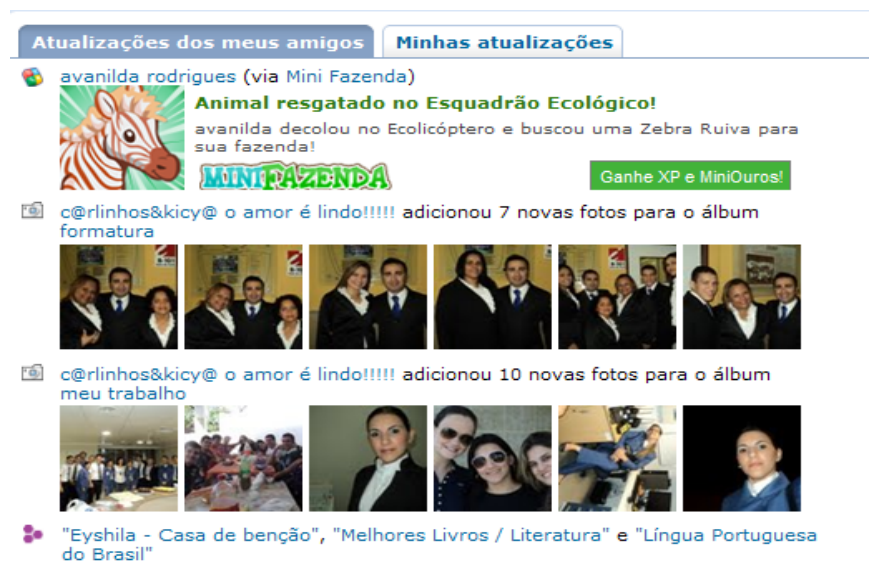 Atualizações dos meus amigos Minhas atualizações
avanilda rodrigues (via Mini Fazenda)
Animal resgatado no Esquadrão Ecológico!
avanilda decolou no Ecolicóptero e buscou uma Zebra Ruiva para
sua fazenda!
MINIFAZENDA
Ganhe XP e MiniOuros!
c@rlinhos&kicy@ o amor é lindo!!!!! adicionou 7 novas fotos para o álbum
formatura
c@rlinhos&kicy@ o amor é lindo!!!!! adicionou 10 novas fotos para o álbum
meu trabalho
"Eyshila - Casa de benção", "Melhores Livros / Literatura" e "Língua Portuguesa
do Brasil"